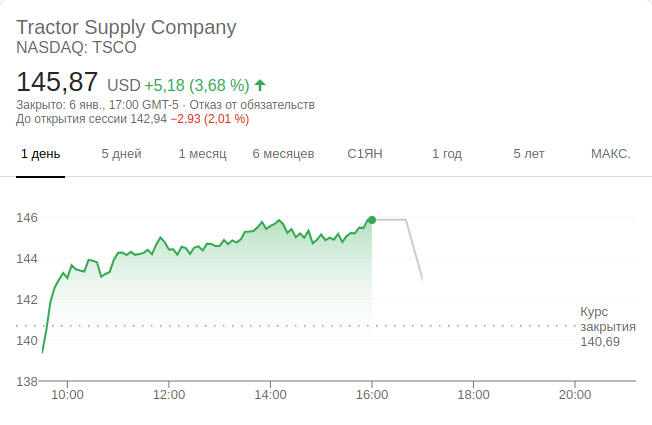 Tractor Supply Company
NASDAQ: TSCO
145,87 USD +5,18 (3,68 %) ↑
Закрыто: 6 янв., 17:00 GMT-5 · Отказ от обязательств
До открытия сессии 142,94 −2,93 (2,01 %)
1 день 5 дней 1 месяц 6 месяцев С1ЯН 1 год 5 лет МАКС.
146
144
142
Курс
закрытия
140,69
140
138
10:00 12:00 14:00 16:00 18:00 20:00